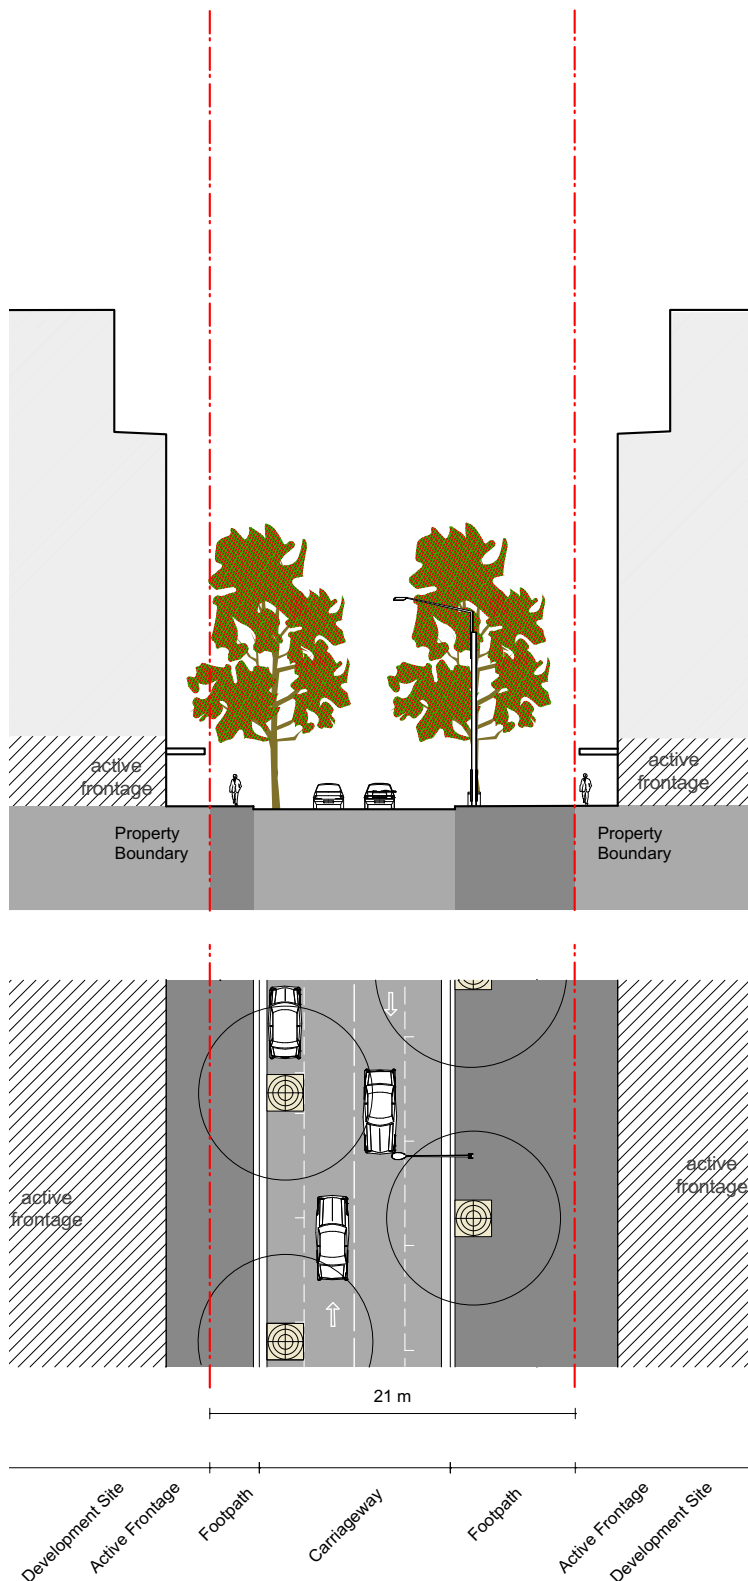 active
frontage
active
frontage
Property
Boundary
Property
Boundary
active
frontage
active
frontage
21 m
Development Site
Active Frontage
Footpath
Carriageway
Footpath
Active Frontage
Development Site